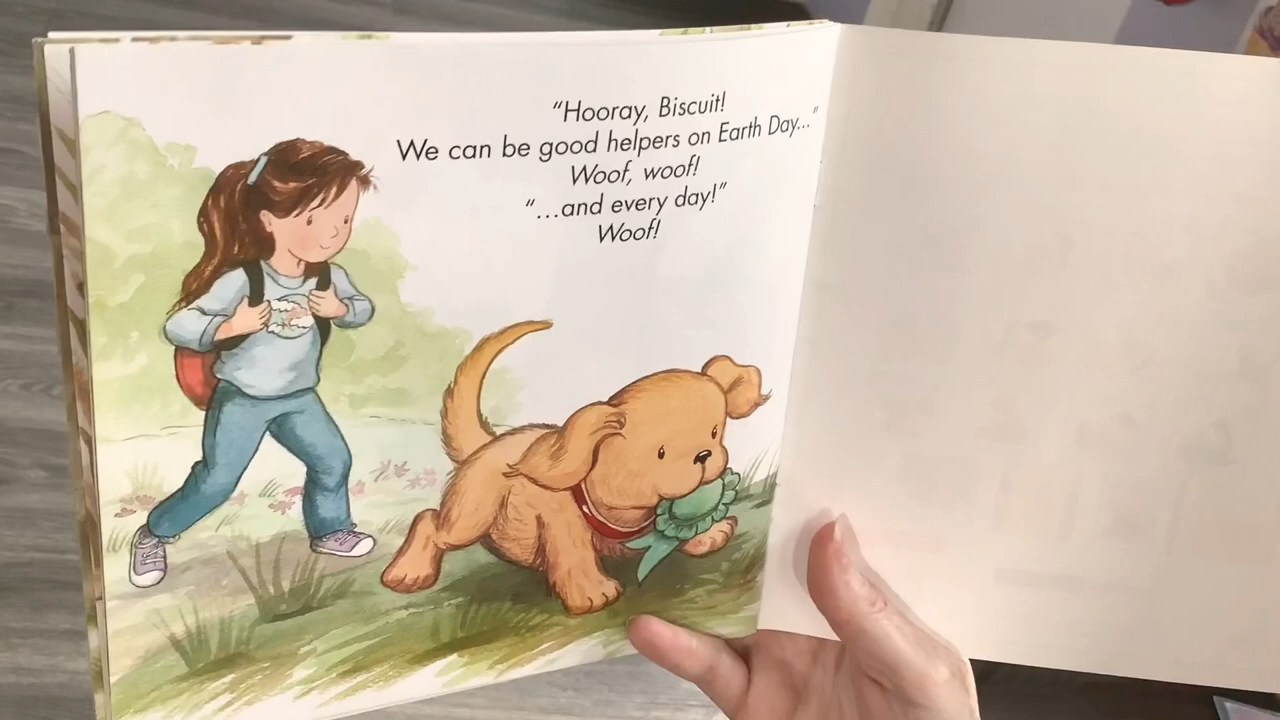 “Hooray, Biscuit!
We can be good helpers on Earth Day...”
Woof, woof!
“...and every day!”
Woof!